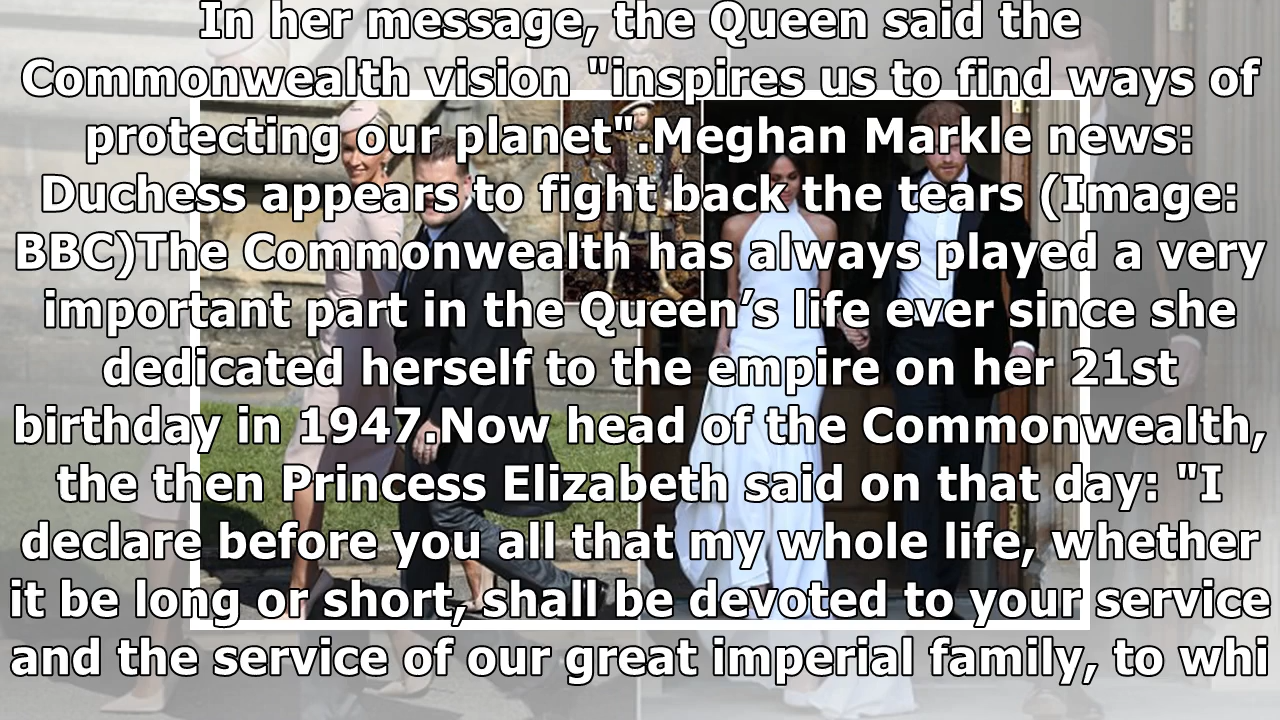 In her message, the Queen said the
Commonwealth vision "inspires us to find ways of
protecting our planet".Meghan Markle news:
Duchess appears to fight back the tears (Image:
BBC)The Commonwealth has always played a very
important part in the Queen’s life ever since she
dedicated herself to the empire on her 21st
birthday in 1947.Now head of the Commonwealth,
the then Princess Elizabeth said on that day: "I
declare before you all that my whole life, whether
it be long or short, shall be devoted to your service
and the service of our great imperial family, to whi